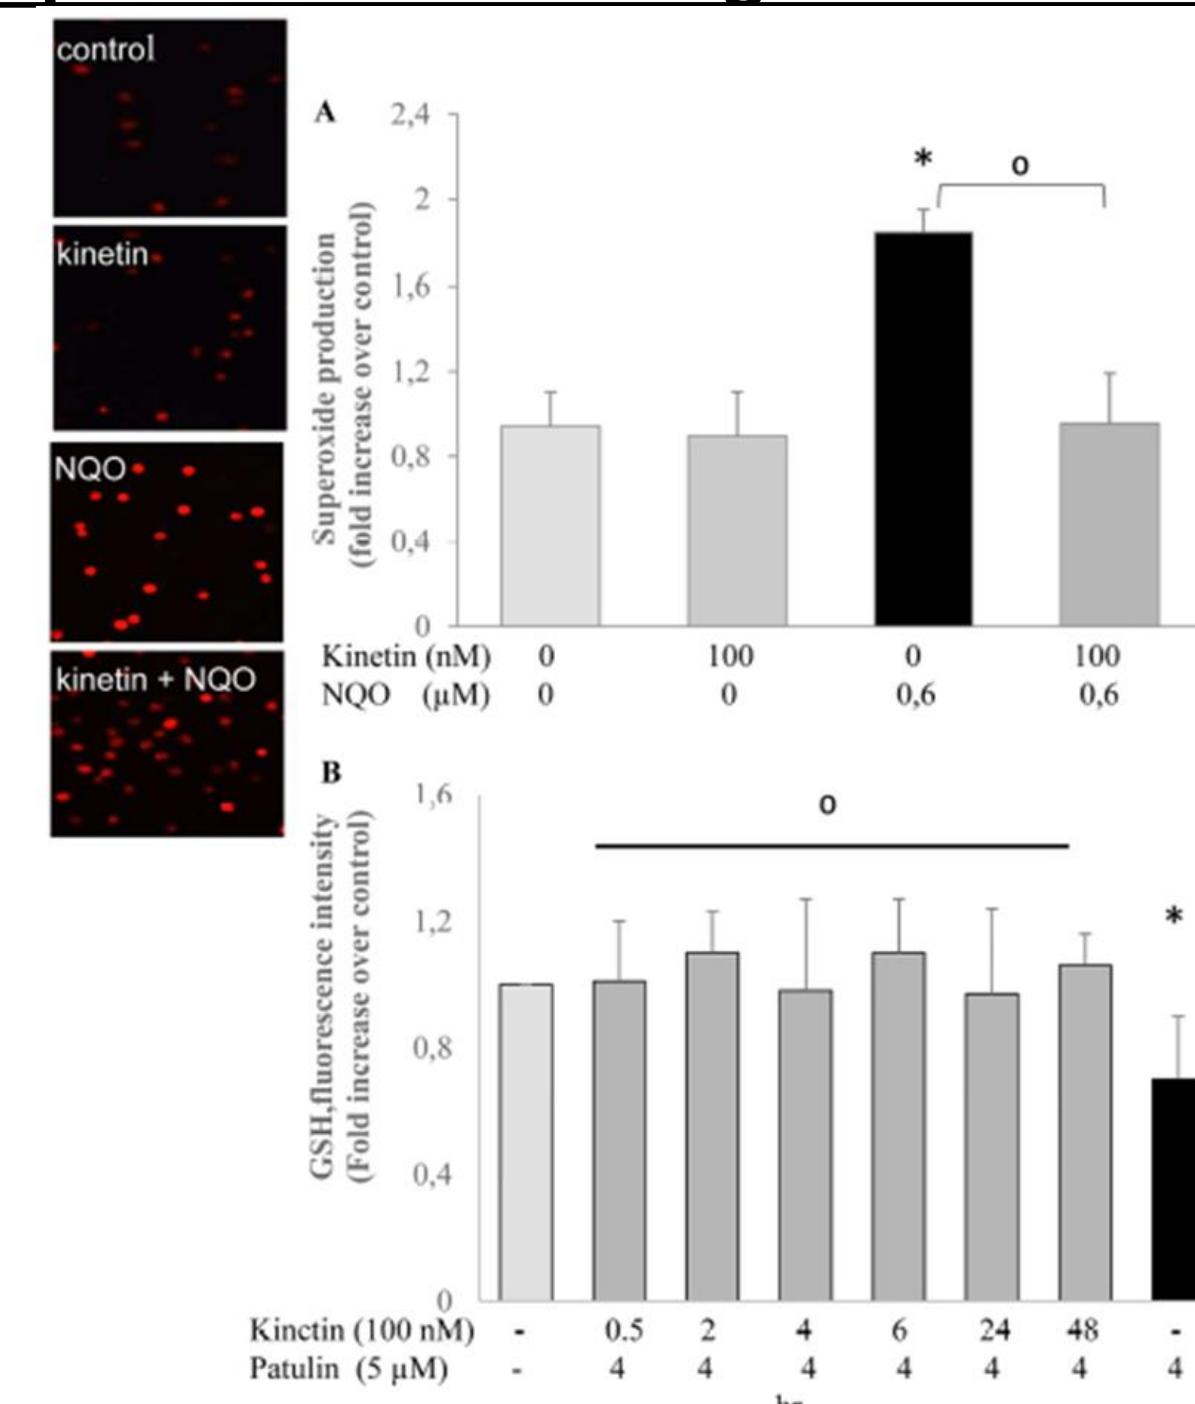 control
kinetin
NQO
kinetin + NQO
A
Superoxide production
(fold increase over control)
2,4
2
1,6
1,2
0,8
0,4
0
*
o
Kinetin (nM) 0 100 0 100
NQO (µM) 0 0 0,6 0,6
B
GSH,fluorescence intensity
(Fold increase over control)
1,6
1,2
0,8
0,4
0
o
*
Kinctin (100 nM) - 0.5 2 4 6 24 48 -
Patulin (5 µM) - 4 4 4 4 4 4 4